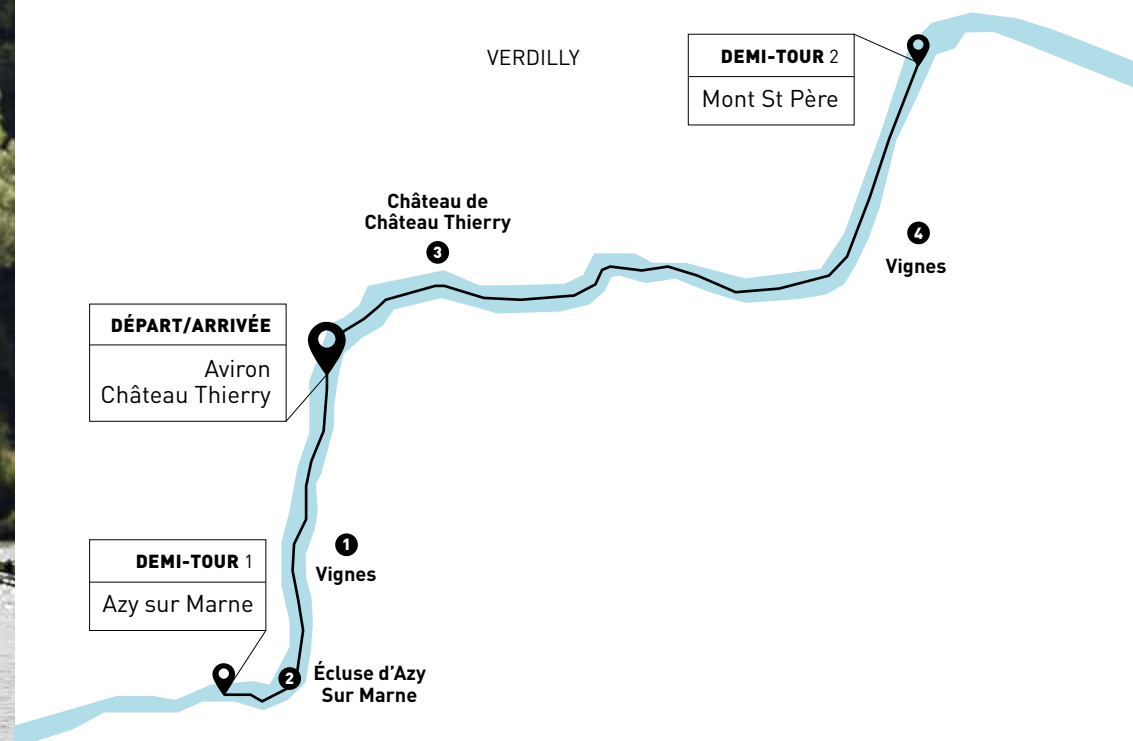 VERDILLY
DEMI-TOUR 2
Mont St Père
Château de
Château Thierry
3
4
Vignes
DÉPART/ARRIVÉE
Aviron
Château Thierry
1
Vignes
DEMI-TOUR 1
Azy sur Marne
2
Écluse d'Azy
Sur Marne